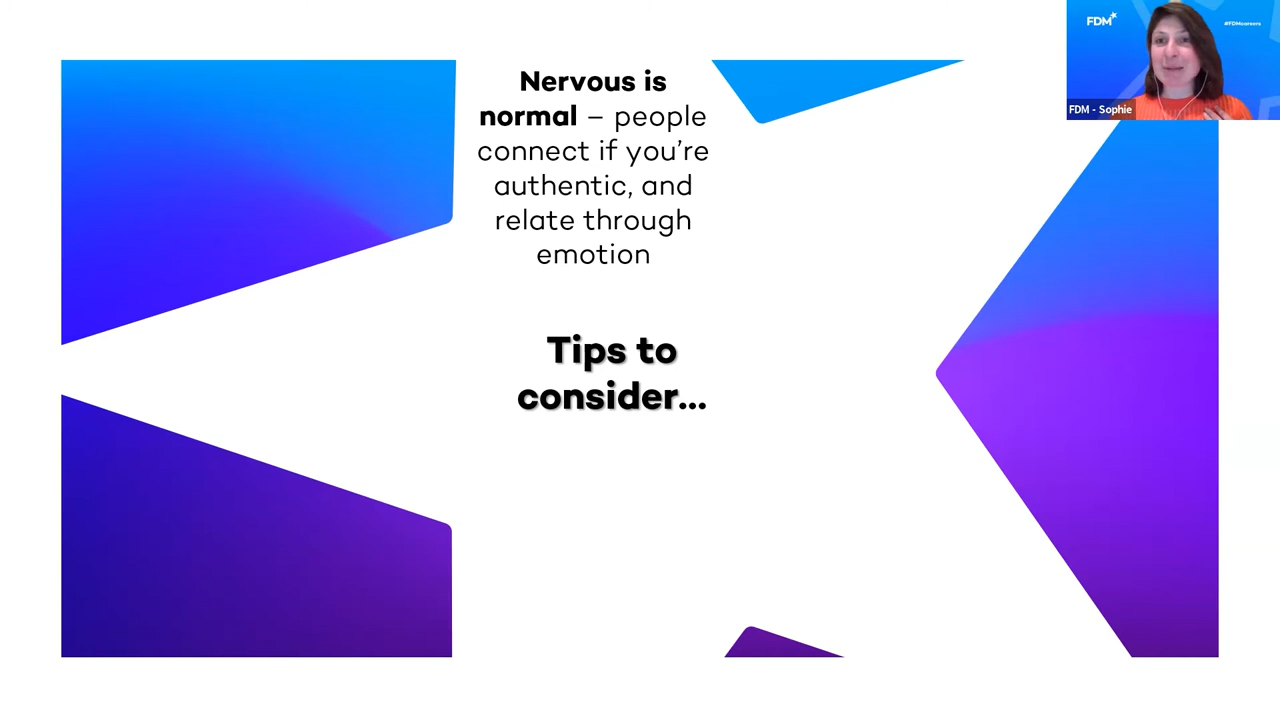 Nervous is
normal – people
connect if you’re
authentic, and
relate through
emotion
Tips to
consider...
FDM
#FDMcareers
FDM - Sophie